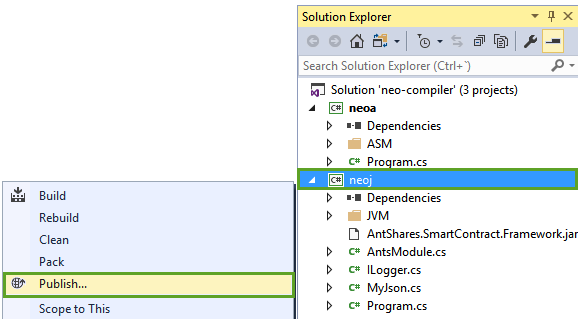 Solution Explorer
Search Solution Explorer (Ctrl+`)
Solution 'neo-compiler' (3 projects)
C# neoa
Dependencies
ASM
C# Program.cs
C# neoj
Dependencies
JVM
AntShares.SmartContract.Framework.jar
C# AntsModule.cs
C# ILogger.cs
C# MyJson.cs
C# Program.cs
Build
Rebuild
Clean
Pack
Publish...
Scope to This